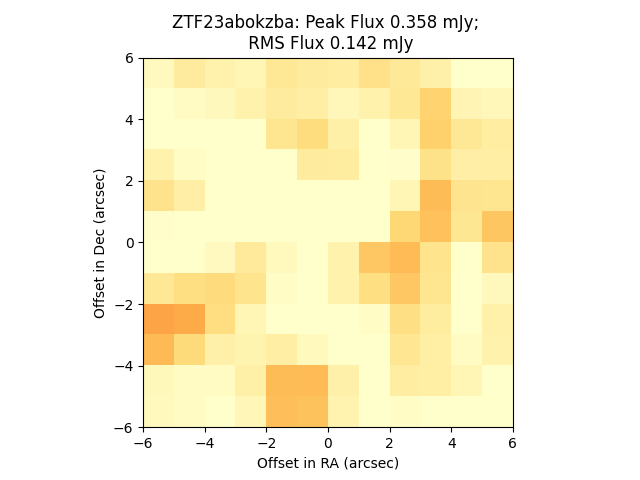 ZTF23abokzba: Peak Flux 0.358 mJy;
RMS Flux 0.142 mJy
6
4
2
0
−2
−4
−6
Offset in Dec (arcsec)
−6 −4 −2 0 2 4 6
Offset in RA (arcsec)